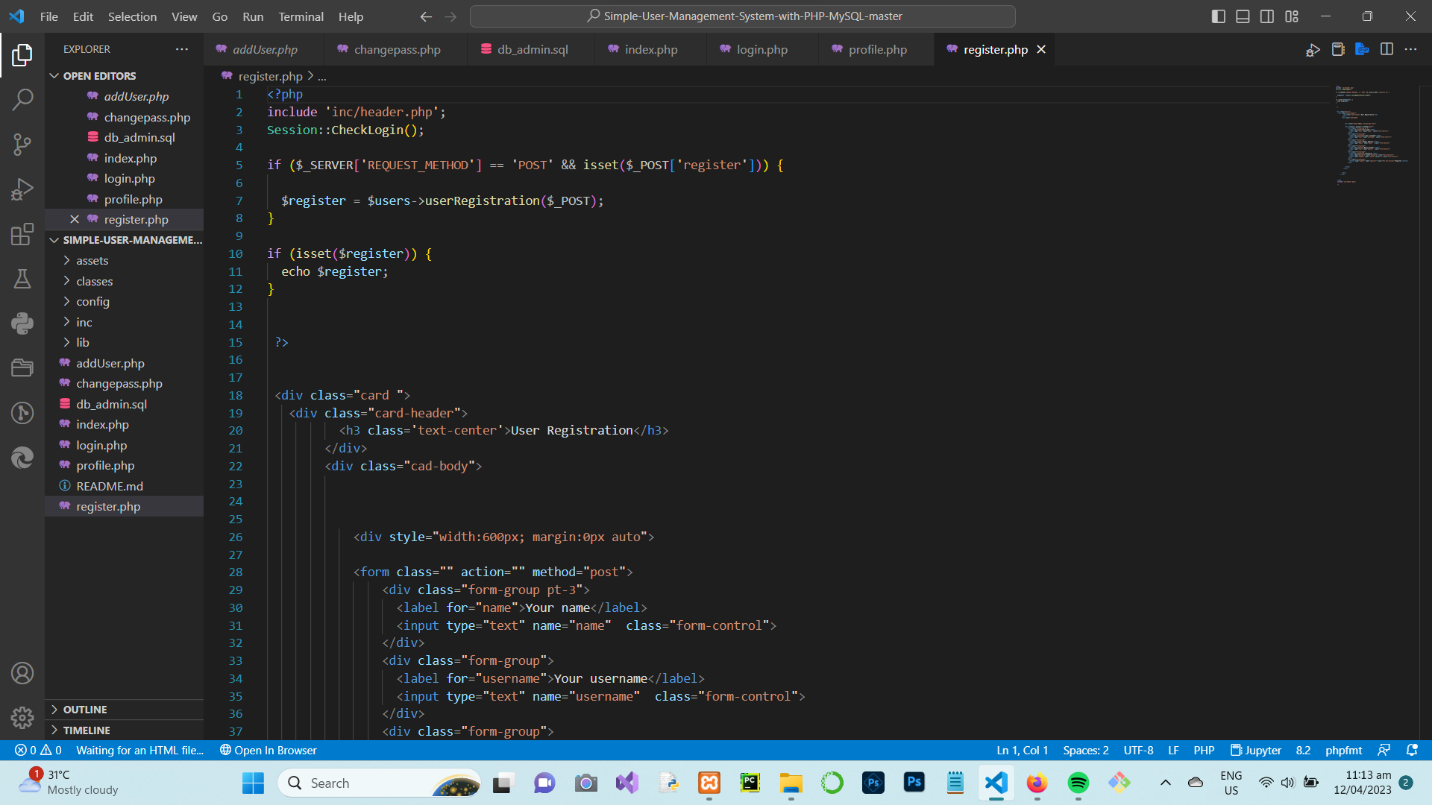 File Edit Selection View Go Run Terminal Help
Simple-User-Management-System-with-PHP-MySQL-master
EXPLORER
addUser.php changepass.php db_admin.sql index.php login.php profile.php register.php
OPEN EDITORS
addUser.php
changepass.php
db_admin.sql
index.php
login.php
profile.php
register.php
SIMPLE-USER-MANAGEME...
assets
classes
config
inc
lib
addUser.php
changepass.php
db_admin.sql
index.php
login.php
profile.php
README.md
register.php
OUTLINE
TIMELINE
register.php > ...
1 <?php
2 include 'inc/header.php';
3 Session::CheckLogin();
4
5 if ($_SERVER['REQUEST_METHOD'] == 'POST' && isset($_POST['register'])) {
6
7 $register = $users->userRegistration($_POST);
8 }
9
10 if (isset($register)) {
11 echo $register;
12 }
13
14
15 ?>
16
17
18 <div class="card ">
19 <div class="card-header">
20 <h3 class='text-center'>User Registration</h3>
21 </div>
22 <div class="cad-body">
23
24
25
26 <div style="width:600px; margin:0px auto">
27
28 <form class="" action="" method="post">
29 <div class="form-group pt-3">
30 <label for="name">Your name</label>
31 <input type="text" name="name"  class="form-control">
32 </div>
33 <div class="form-group">
34 <label for="username">Your username</label>
35 <input type="text" name="username"  class="form-control">
36 </div>
37 <div class="form-group">
0 0 Waiting for an HTML file... Open In Browser Ln 1, Col 1 Spaces: 2 UTF-8 LF PHP Jupyter 8.2 phpfmt
1 31°C
Mostly cloudy
Search
PC
Ps
Ps
ENG
US
11:13 am
12/04/2023
2